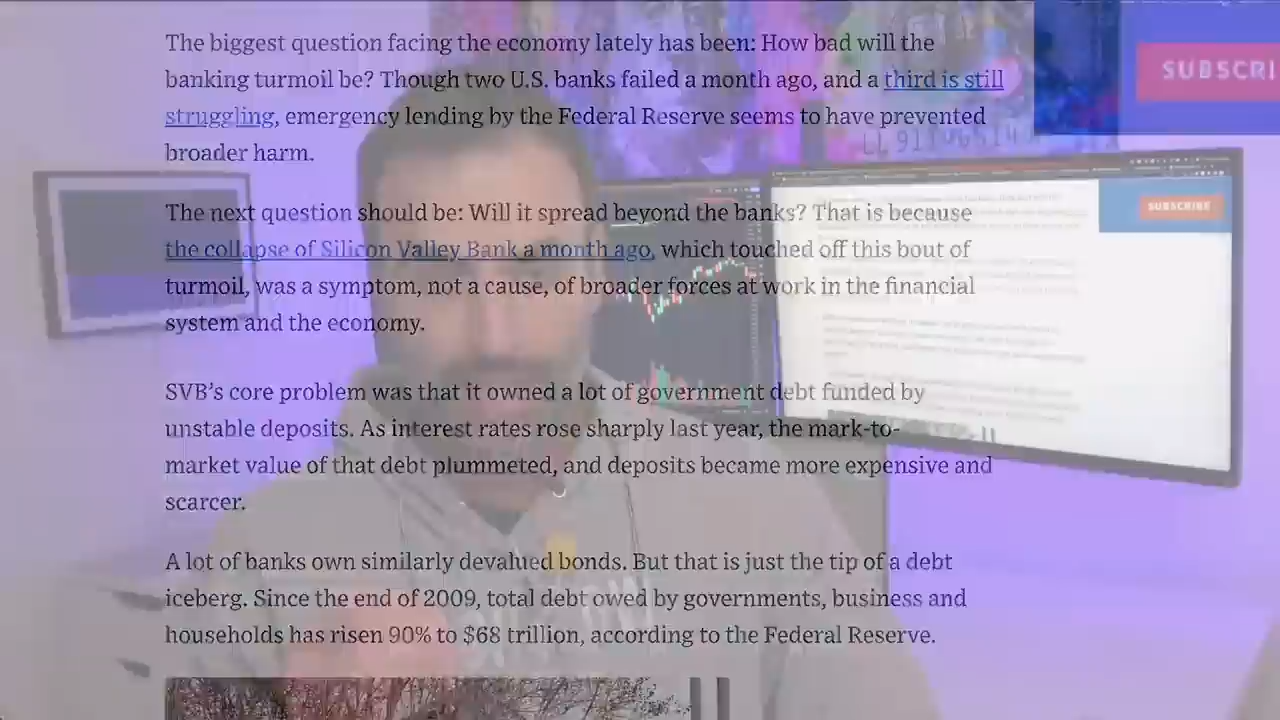 The biggest question facing the economy lately has been: How bad will the
banking turmoil be? Though two U.S. banks failed a month ago, and a third is still
struggling, emergency lending by the Federal Reserve seems to have prevented
broader harm.
The next question should be: Will it spread beyond the banks? That is because
the collapse of Silicon Valley Bank a month ago, which touched off this bout of
turmoil, was a symptom, not a cause, of broader forces at work in the financial
system and the economy.
SVB’s core problem was that it owned a lot of government debt funded by
unstable deposits. As interest rates rose sharply last year, the mark-to-
market value of that debt plummeted, and deposits became more expensive and
scarcer.
A lot of banks own similarly devalued bonds. But that is just the tip of a debt
iceberg. Since the end of 2009, total debt owed by governments, business and
households has risen 90% to $68 trillion, according to the Federal Reserve.
SUBSCRI
SUBSCRIBE